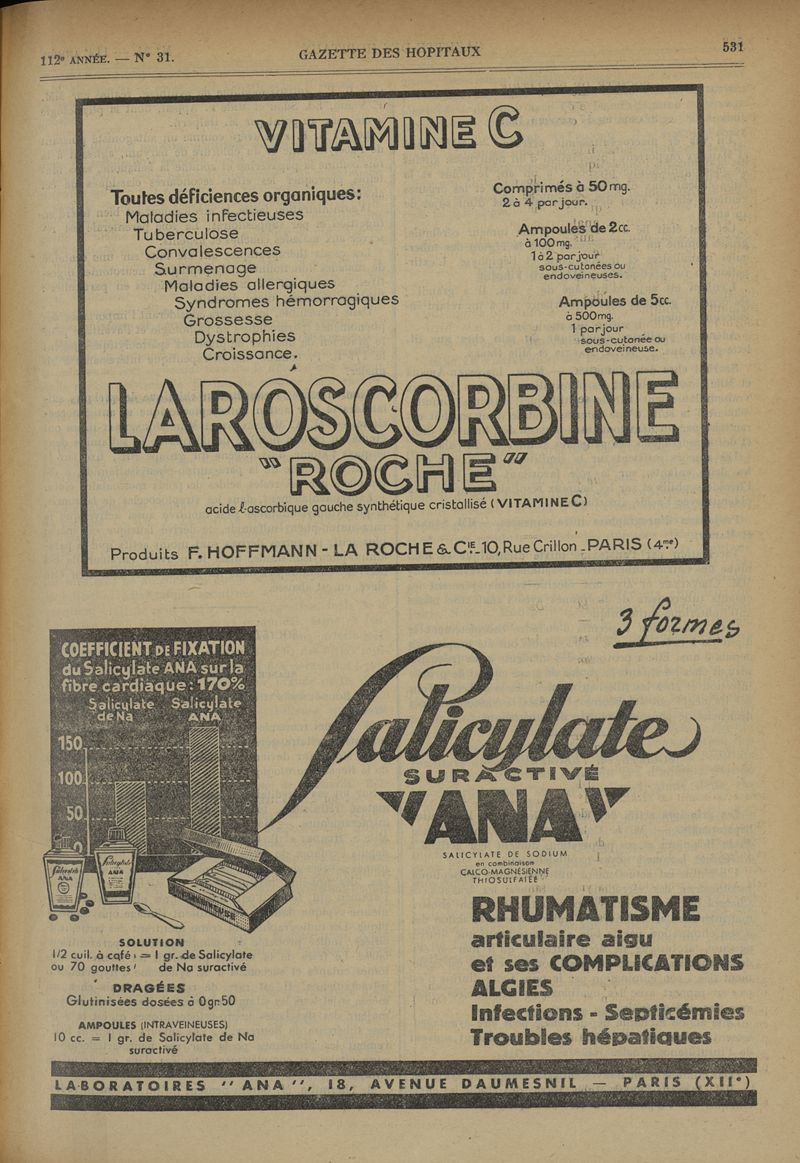 112e ANNÉE. — N° 31.
GAZETTE DES HOPITAUX
531
VITAMINE C
Toutes déficiences organiques:
Maladies infectieuses
Tuberculose
Convalescences
Surmenage
Maladies allergiques
Syndromes hémorragiques
Grossesse
Dystrophies
Croissance.
Comprimés à 50 mg.
2 à 4 par jour.
Ampoules de 2cc.
à 100 mg.
1 à 2 par jour
sous-cutanées ou
endoveineuses.
Ampoules de 5cc.
à 500mg.
1 par jour
sous-cutanée ou
endoveineuse.
LAROSCORBINE
"ROCHE"
acide l-ascorbique gauche synthétique cristallisé (VITAMINE C)
Produits F. HOFFMANN - LA ROCHE & CIE_10, Rue Crillon _ PARIS (4me)
3 formes
COEFFICIENT DE FIXATION
du Salicylate ANA sur la
fibre cardiaque : 170%
Salicylate Salicylate
de Na ANA
150
100
50
0
Salicylate
SURACTIVÉ
"ANA"
SALICYLATE DE SODIUM
en combinaison
CALCO-MAGNÉSIENNE
THIOSULFATÉE
SOLUTION
1/2 cuil. à café = 1 gr. de Salicylate
ou 70 gouttes de Na suractivé
DRAGÉES
Glutinisées dosées à 0gr50
AMPOULES (INTRAVEINEUSES)
10 cc. = 1 gr. de Salicylate de Na
suractivé
RHUMATISME
articulaire aigu
et ses COMPLICATIONS
ALGIES
Infections - Septicémies
Troubles hépatiques
LABORATOIRES "ANA", 18, AVENUE DAUMESNIL — PARIS (XIIe)